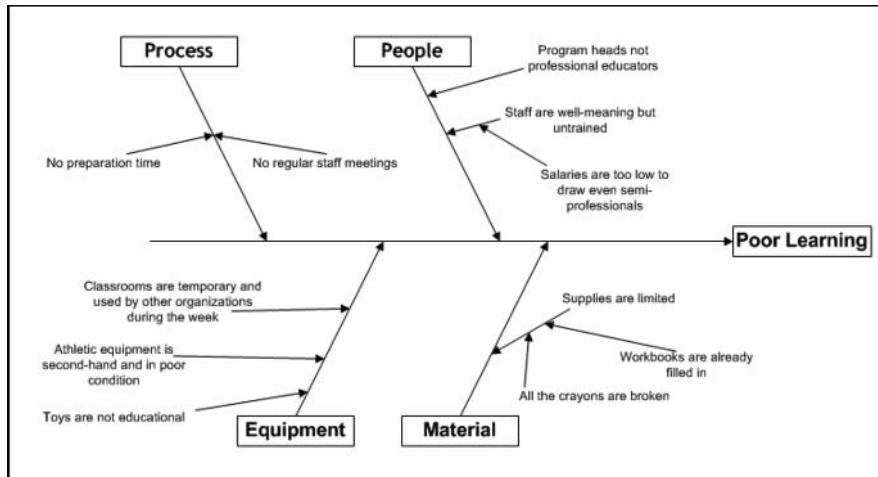 Process
People
Program heads not
professional educators
Staff are well-meaning but
untrained
No preparation time
No regular staff meetings
Salaries are too low to
draw even semi-
professionals
Poor Learning
Classrooms are temporary and
used by other organizations
during the week
Supplies are limited
Athletic equipment is
second-hand and in poor
condition
Workbooks are already
filled in
All the crayons are broken
Toys are not educational
Equipment
Material